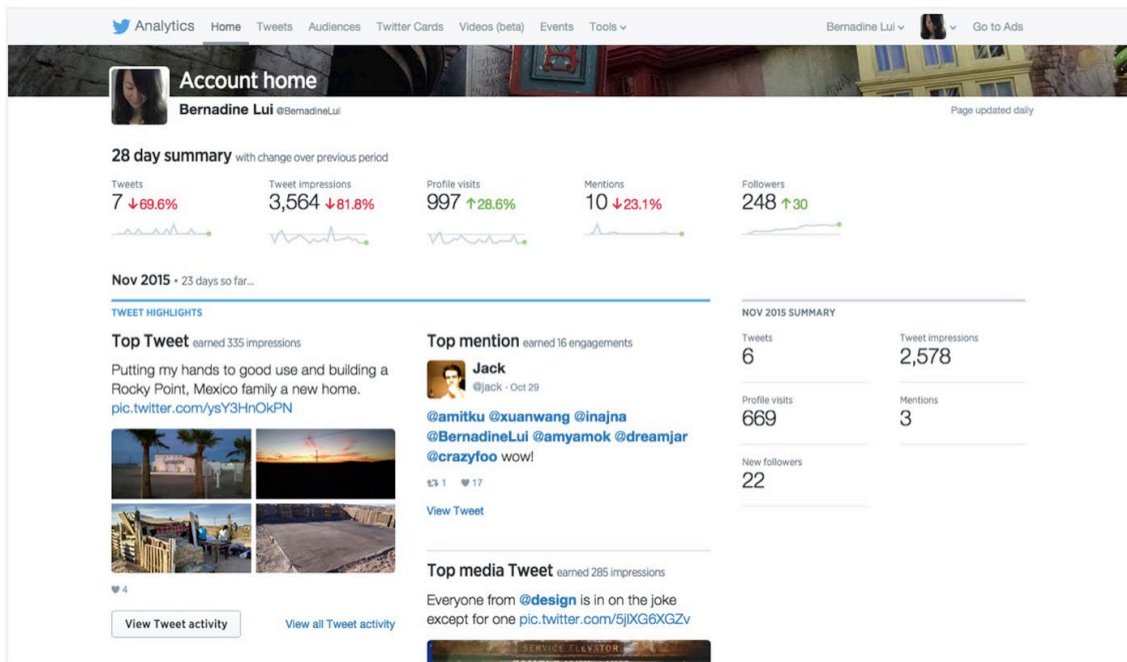 Analytics Home Tweets Audiences Twitter Cards Videos (beta) Events Tools Bernadine Lui Go to Ads
Account home
Bernadine Lui @BernadineLui
Page updated daily
28 day summary with change over previous period
Tweets Tweet impressions Profile visits Mentions Followers
7 ↓69.6% 3,564 ↓81.8% 997 ↑28.6% 10 ↓23.1% 248 ↑30
Nov 2015 • 23 days so far...
TWEET HIGHLIGHTS
Top Tweet earned 335 impressions
Putting my hands to good use and building a
Rocky Point, Mexico family a new home.
pic.twitter.com/ysY3HnOkPN
4
View Tweet activity View all Tweet activity
Top mention earned 16 engagements
Jack
@jack · Oct 29
@amitku @xuanwang @inajna
@BernadineLui @amyamok @dreamjar
@crazyfoo wow!
1 17
View Tweet
Top media Tweet earned 285 impressions
Everyone from @design is in on the joke
except for one pic.twitter.com/5jlXG6XGZv
SERVICE ELEVATOR
NOV 2015 SUMMARY
Tweets Tweet impressions
6 2,578
Profile visits Mentions
669 3
New followers
22